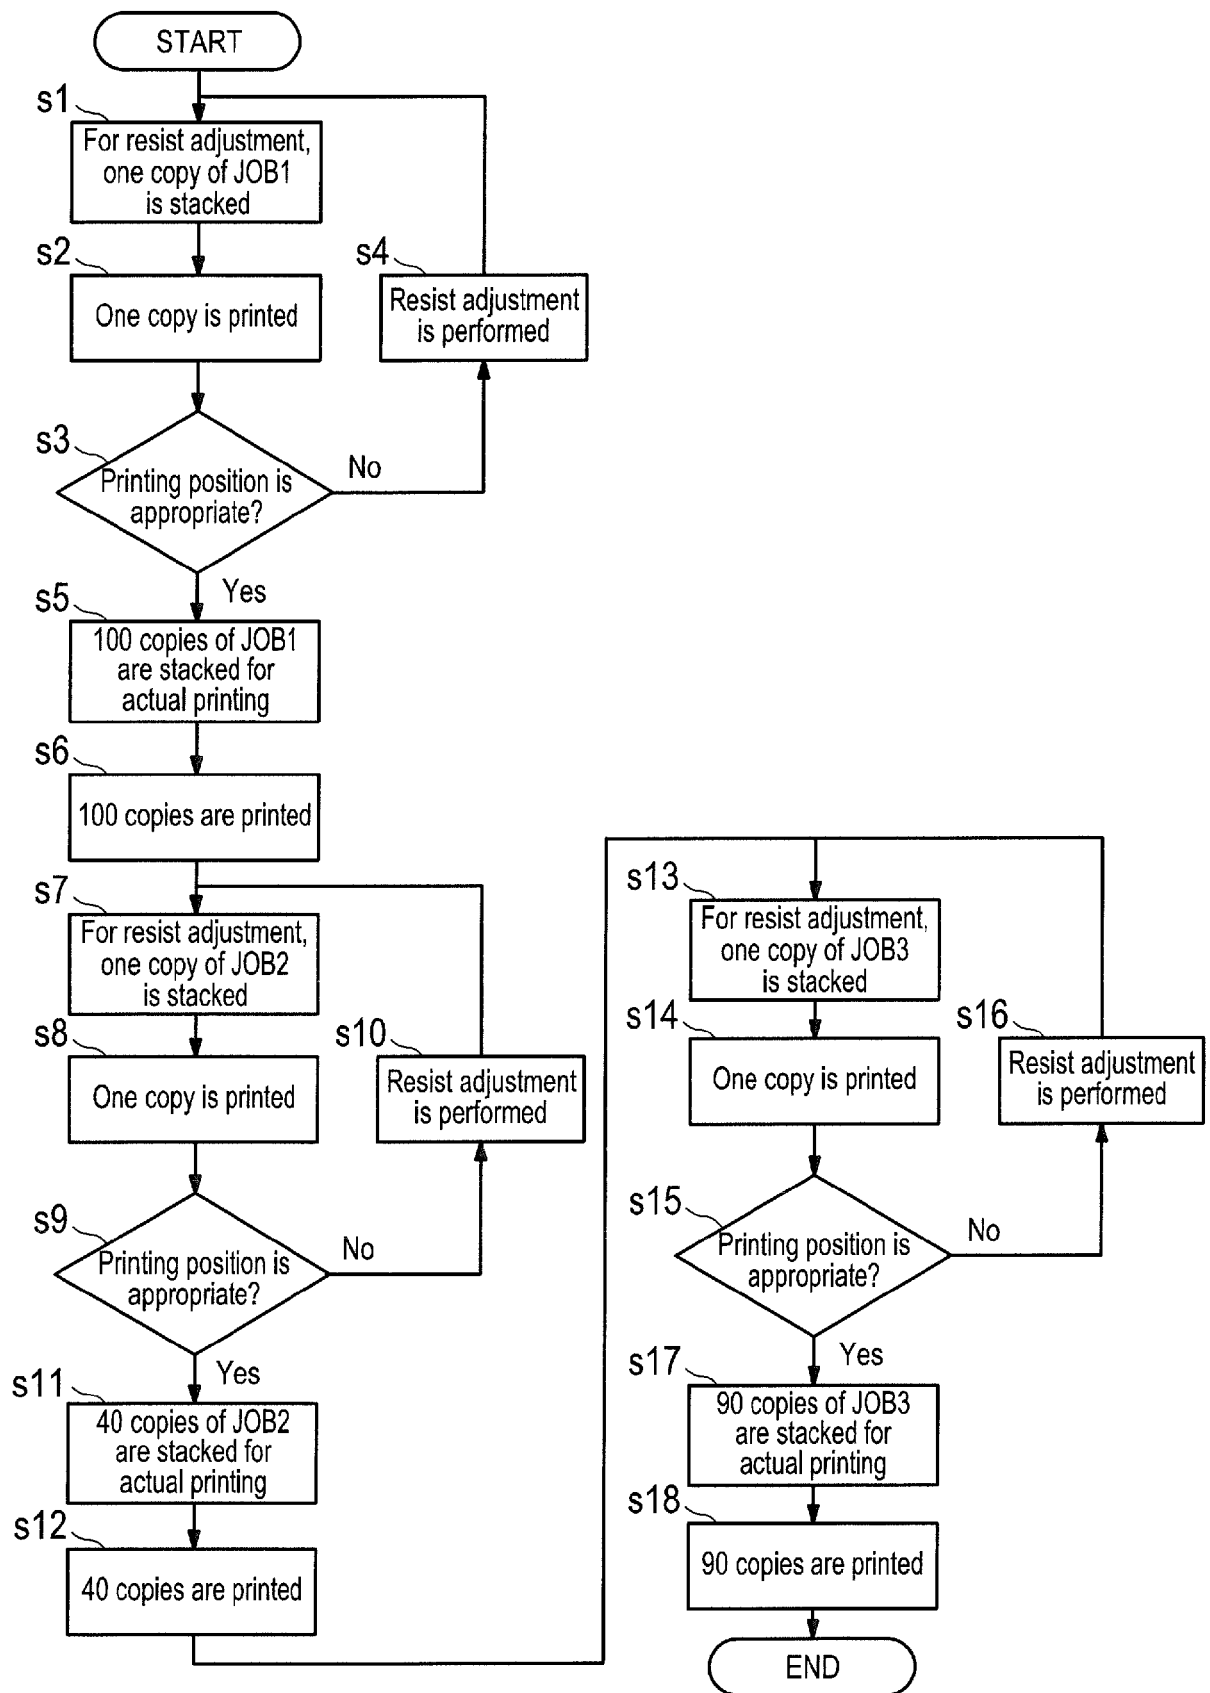 START
s1
For resist adjustment,
one copy of JOB1
is stacked
s2
One copy is printed
s4
Resist adjustment
is performed
s3
Printing position is
appropriate?
No
Yes
s5
100 copies of JOB1
are stacked for
actual printing
s6
100 copies are printed
s7
For resist adjustment,
one copy of JOB2
is stacked
s8
One copy is printed
s10
Resist adjustment
is performed
s9
Printing position is
appropriate?
No
Yes
s11
40 copies of JOB2
are stacked for
actual printing
s12
40 copies are printed
s13
For resist adjustment,
one copy of JOB3
is stacked
s14
One copy is printed
s16
Resist adjustment
is performed
s15
Printing position is
appropriate?
No
Yes
s17
90 copies of JOB3
are stacked for
actual printing
s18
90 copies are printed
END